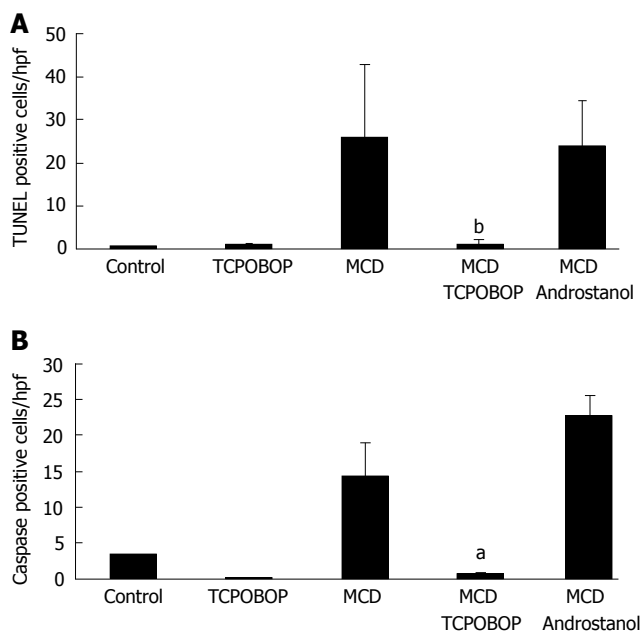 A
TUNEL positive cells/hpf
50
40
30
20
10
0
b
Control TCPOBOP MCD MCD MCD
TCPOBOP Androstanol
B
Caspase positive cells/hpf
30
25
20
15
10
5
0
a
Control TCPOBOP MCD MCD MCD
TCPOBOP Androstanol